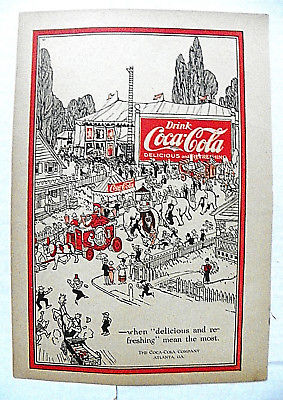 Drink
Coca-Cola
DELICIOUS and REFRESHING
Coca-Cola
—when "delicious and re-
freshing" mean the most.
THE COCA-COLA COMPANY
ATLANTA, GA.